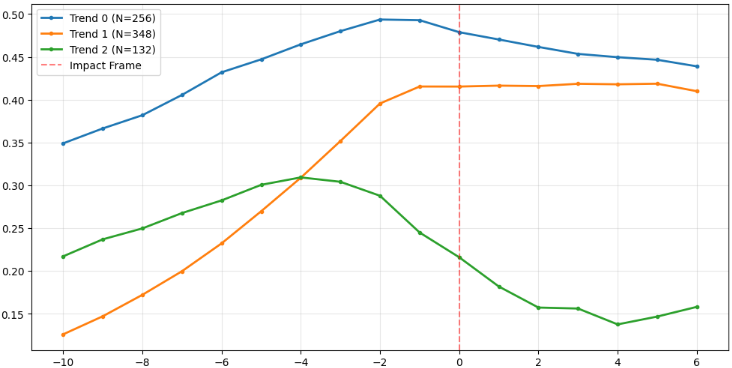 0.50
0.45
0.40
0.35
0.30
0.25
0.20
0.15
Trend 0 (N=256)
Trend 1 (N=348)
Trend 2 (N=132)
Impact Frame
−10 −8 −6 −4 −2 0 2 4 6